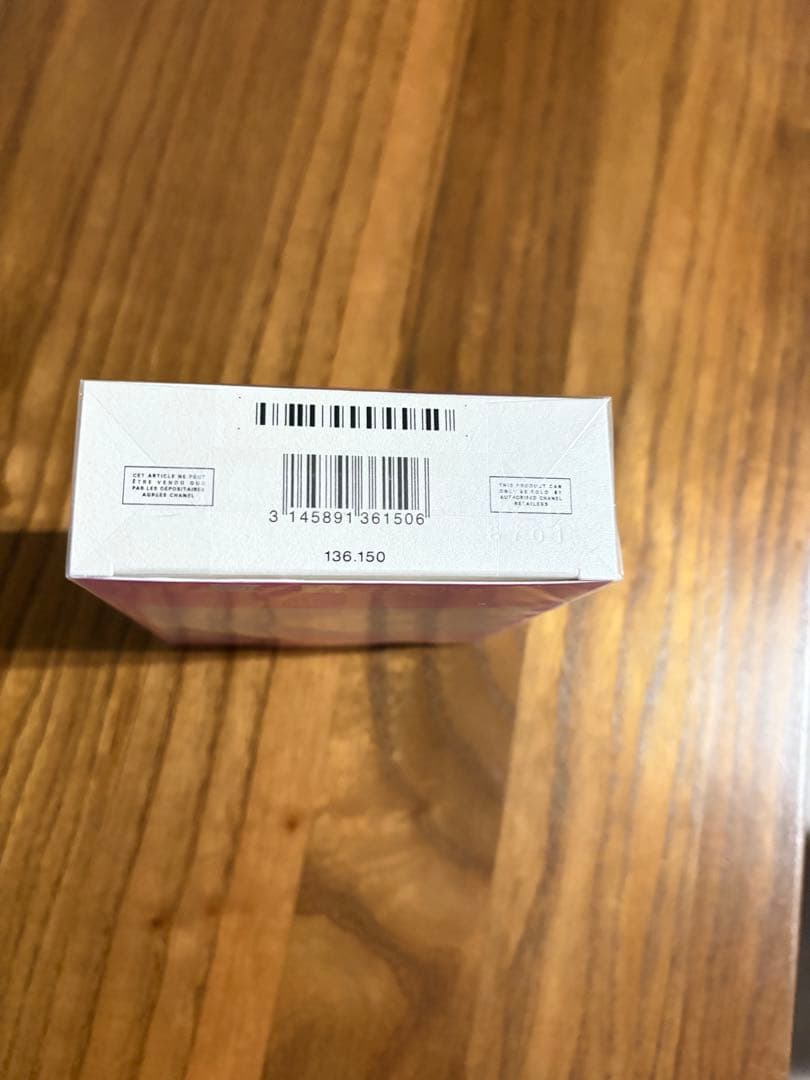 CET ARTICLE NE PEUT
ÊTRE VENDU QUE
PAR LES DÉPOSITAIRES
AGRÉÉS CHANEL
THIS PRODUCT CAN
ONLY BE SOLD BY
AUTHORIZED CHANEL
RETAILERS
3 145891 361506
136.150